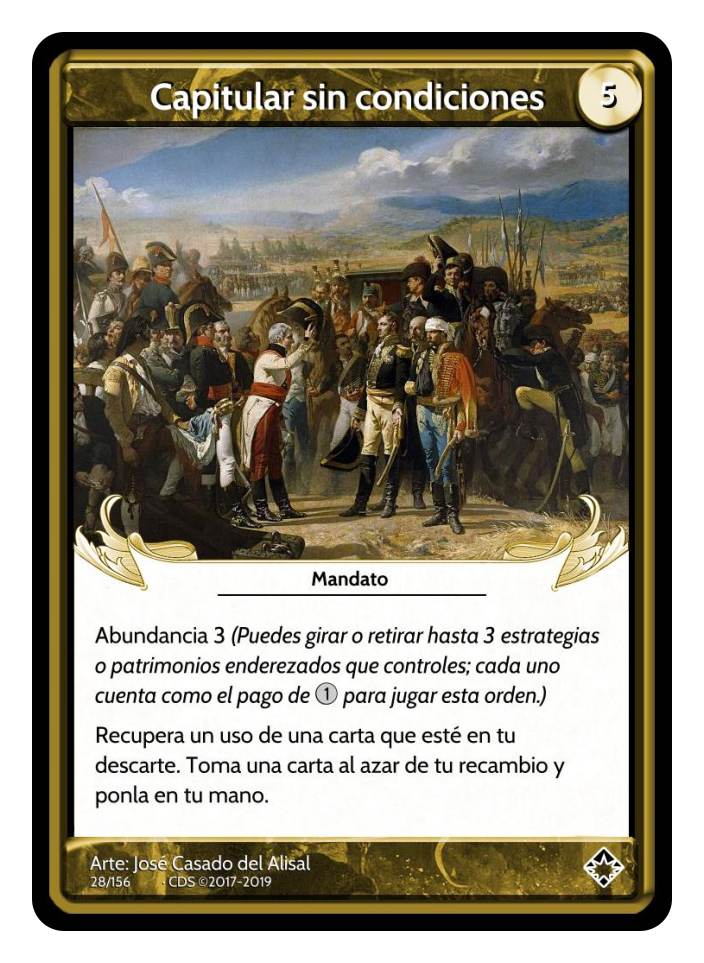 Capitular sin condiciones
5
Mandato
Abundancia 3 (Puedes girar o retirar hasta 3 estrategias
o patrimonios enderezados que controles; cada uno
cuenta como el pago de 1 para jugar esta orden.)
Recupera un uso de una carta que esté en tu
descarte. Toma una carta al azar de tu recambio y
ponla en tu mano.
Arte: José Casado del Alisal
28/156 · CDS ©2017-2019